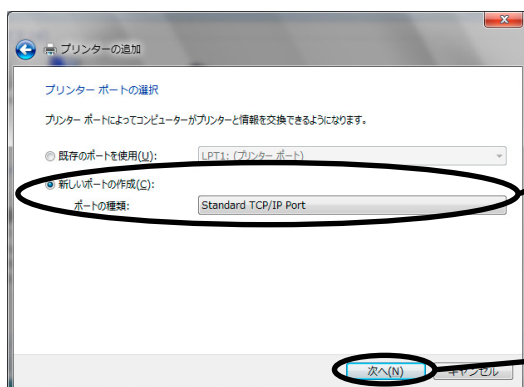 プリンターの追加
プリンター ポートの選択
プリンター ポートによってコンピューターがプリンターと情報を交換できるようになります。
既存のポートを使用(U): LPT1: (プリンター ポート)
新しいポートの作成(C):
ポートの種類: Standard TCP/IP Port
次へ(N) キャンセル